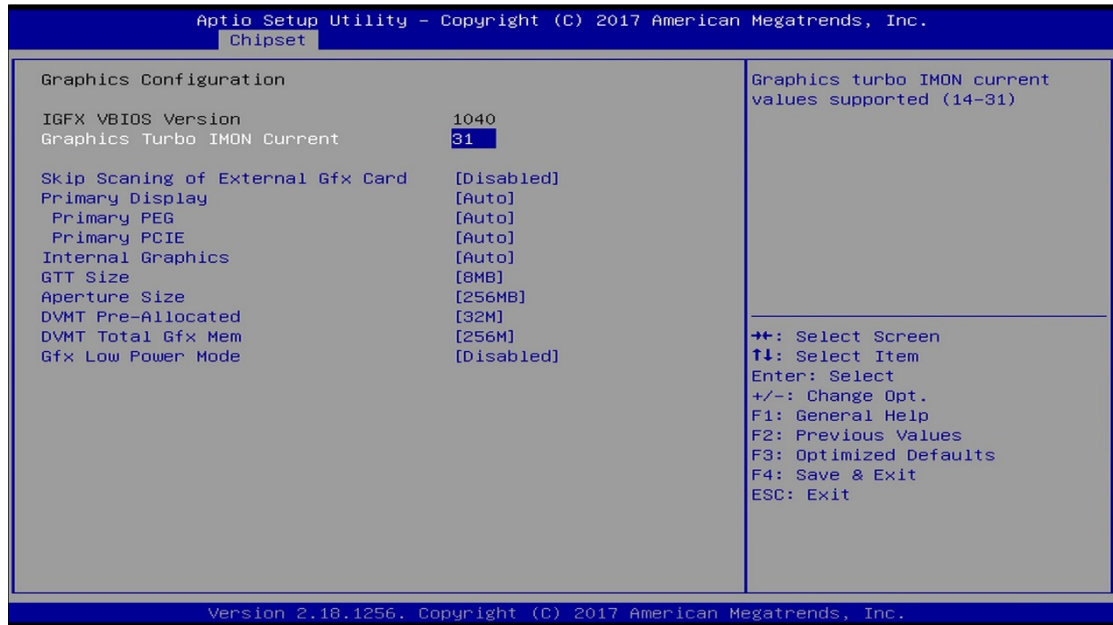 Aptio Setup Utility – Copyright (C) 2017 American Megatrends, Inc.
Chipset
Graphics Configuration
IGFX VBIOS Version 1040
Graphics Turbo IMON Current 31
Skip Scaning of External Gfx Card [Disabled]
Primary Display [Auto]
Primary PEG [Auto]
Primary PCIE [Auto]
Internal Graphics [Auto]
GTT Size [8MB]
Aperture Size [256MB]
DVMT Pre-Allocated [32M]
DVMT Total Gfx Mem [256M]
Gfx Low Power Mode [Disabled]
Graphics turbo IMON current
values supported (14-31)
→←: Select Screen
↑↓: Select Item
Enter: Select
+/-: Change Opt.
F1: General Help
F2: Previous Values
F3: Optimized Defaults
F4: Save & Exit
ESC: Exit
Version 2.18.1256. Copyright (C) 2017 American Megatrends, Inc.